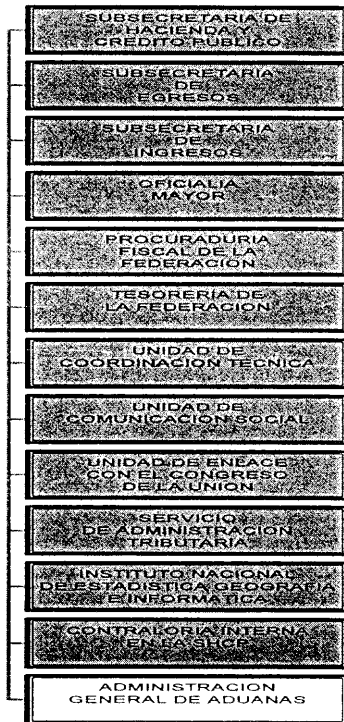 SUBSECRETARIA DE
HACIENDA Y
CREDITO PUBLICO
SUBSECRETARIA
DE
EGRESOS
SUBSECRETARIA
DE
INGRESOS
OFICIALIA
MAYOR
PROCURADURIA
FISCAL DE LA
FEDERACION
TESORERIA DE
LA FEDERACION
UNIDAD DE
COORDINACION TECNICA
UNIDAD DE
COMUNICACION SOCIAL
UNIDAD DE ENLACE
CON EL CONGRESO
DE LA UNION
SERVICIO
DE ADMINISTRACION
TRIBUTARIA
INSTITUTO NACIONAL
DE ESTADISTICA GEOGRAFIA
E INFORMATICA
CONTRALORIA INTERNA
EN LA SHCP
ADMINISTRACION
GENERAL DE ADUANAS